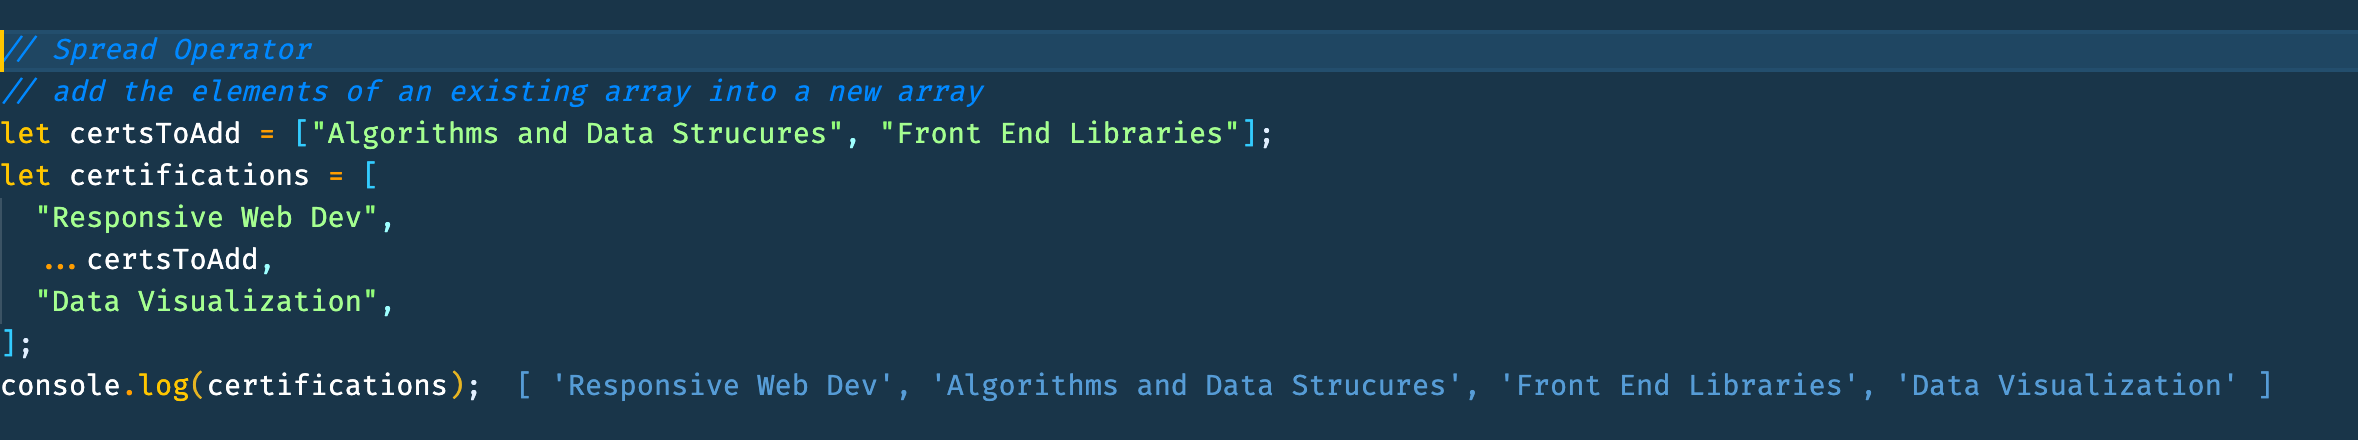 // Spread Operator
// add the elements of an existing array into a new array
let certsToAdd = ["Algorithms and Data Strucures", "Front End Libraries"];
let certifications = [
  "Responsive Web Dev",
  ...certsToAdd,
  "Data Visualization",
];
console.log(certifications);  [ 'Responsive Web Dev', 'Algorithms and Data Strucures', 'Front End Libraries', 'Data Visualization' ]